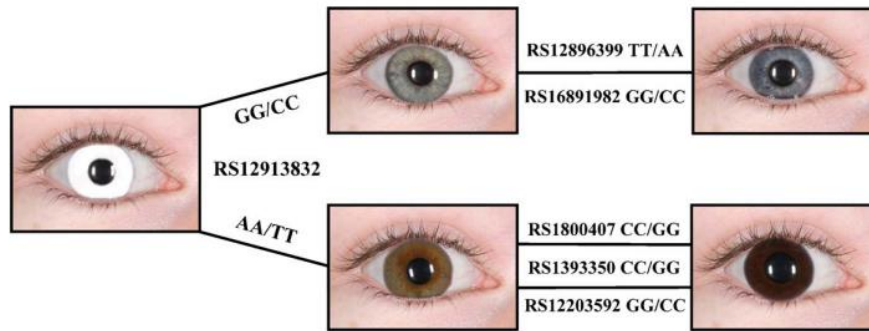 GG/CC
RS12913832
AA/TT
RS12896399 TT/AA
RS16891982 GG/CC
RS1800407 CC/GG
RS1393350 CC/GG
RS12203592 GG/CC